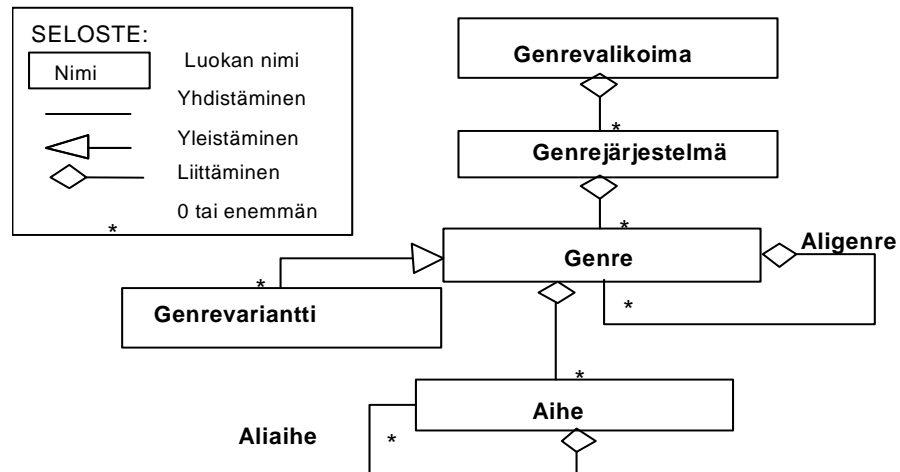 SELOSTE:
Nimi
Luokan nimi
Yhdistäminen
Yleistäminen
Liittäminen
* 0 tai enemmän
Genrevalikoima
*
Genrejärjestelmä
*
Genre
Aligenre
*
*
Genrevariantti
*
Aihe
Aliaihe
*